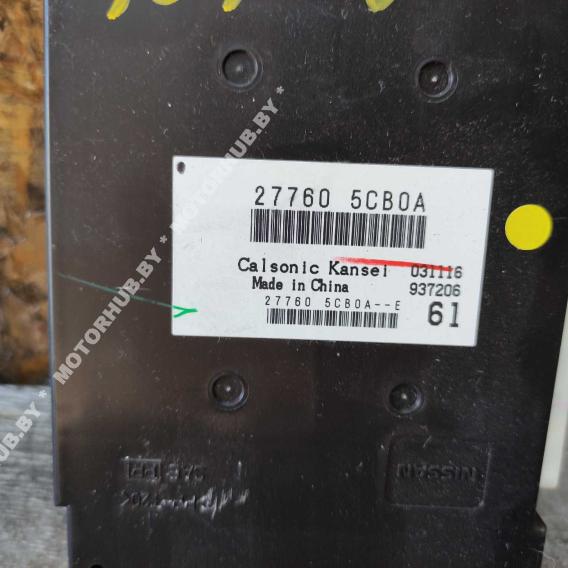 27760 5CB0A
Calsonic Kansei 031116
Made in China 937206
27760 5CB0A--E 61
NISSAN
* MOTORHUB.BY * MOTORHUB.BY *